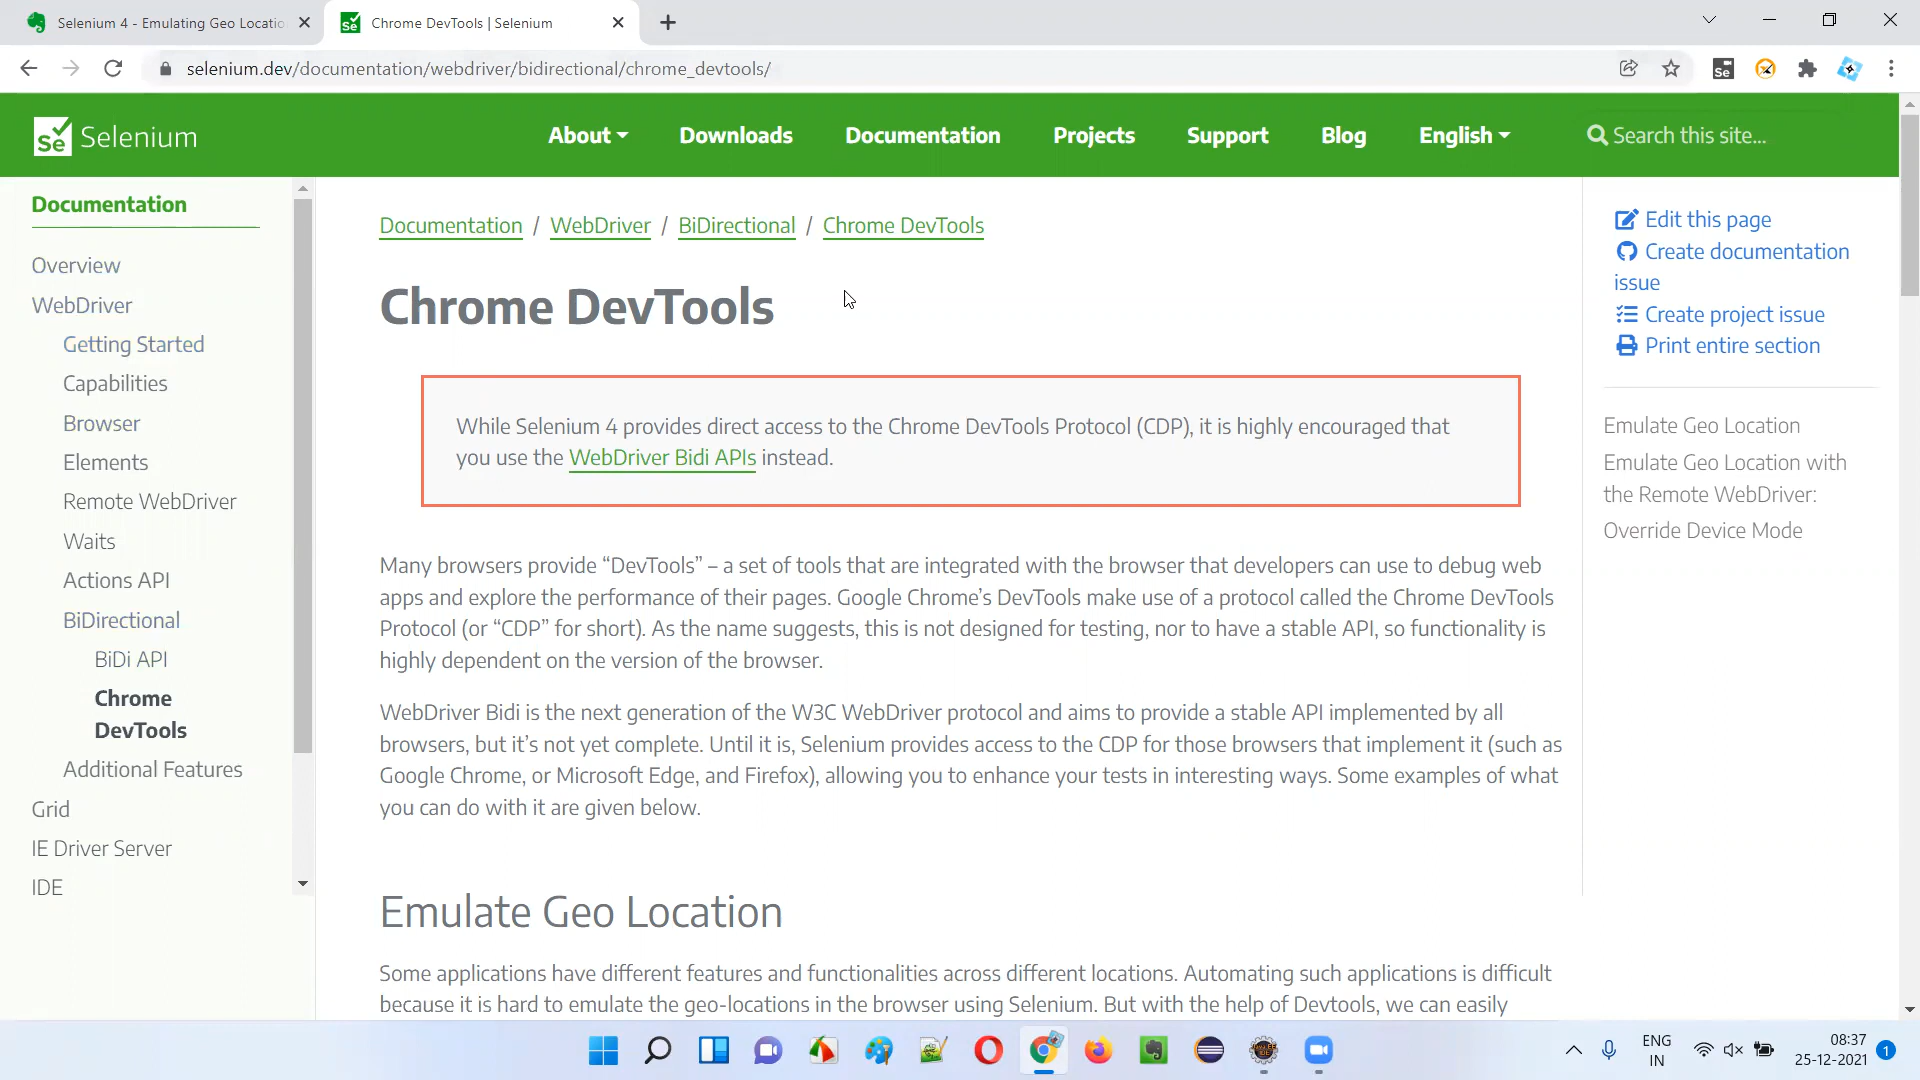 Selenium 4 - Emulating Geo Locatio
Chrome DevTools | Selenium
selenium.dev/documentation/webdriver/bidirectional/chrome_devtools/
Se Selenium
About
Downloads
Documentation
Projects
Support
Blog
English
Search this site...
Documentation
Overview
WebDriver
Getting Started
Capabilities
Browser
Elements
Remote WebDriver
Waits
Actions API
BiDirectional
BiDi API
Chrome
DevTools
Additional Features
Grid
IE Driver Server
IDE
Documentation / WebDriver / BiDirectional / Chrome DevTools
Chrome DevTools
While Selenium 4 provides direct access to the Chrome DevTools Protocol (CDP), it is highly encouraged that
you use the WebDriver Bidi APIs instead.
Many browsers provide “DevTools” – a set of tools that are integrated with the browser that developers can use to debug web
apps and explore the performance of their pages. Google Chrome’s DevTools make use of a protocol called the Chrome DevTools
Protocol (or “CDP” for short). As the name suggests, this is not designed for testing, nor to have a stable API, so functionality is
highly dependent on the version of the browser.
WebDriver Bidi is the next generation of the W3C WebDriver protocol and aims to provide a stable API implemented by all
browsers, but it’s not yet complete. Until it is, Selenium provides access to the CDP for those browsers that implement it (such as
Google Chrome, or Microsoft Edge, and Firefox), allowing you to enhance your tests in interesting ways. Some examples of what
you can do with it are given below.
Emulate Geo Location
Some applications have different features and functionalities across different locations. Automating such applications is difficult
because it is hard to emulate the geo-locations in the browser using Selenium. But with the help of Devtools, we can easily
Edit this page
Create documentation
issue
Create project issue
Print entire section
Emulate Geo Location
Emulate Geo Location with
the Remote WebDriver:
Override Device Mode
ENG
IN
08:37
25-12-2021
1